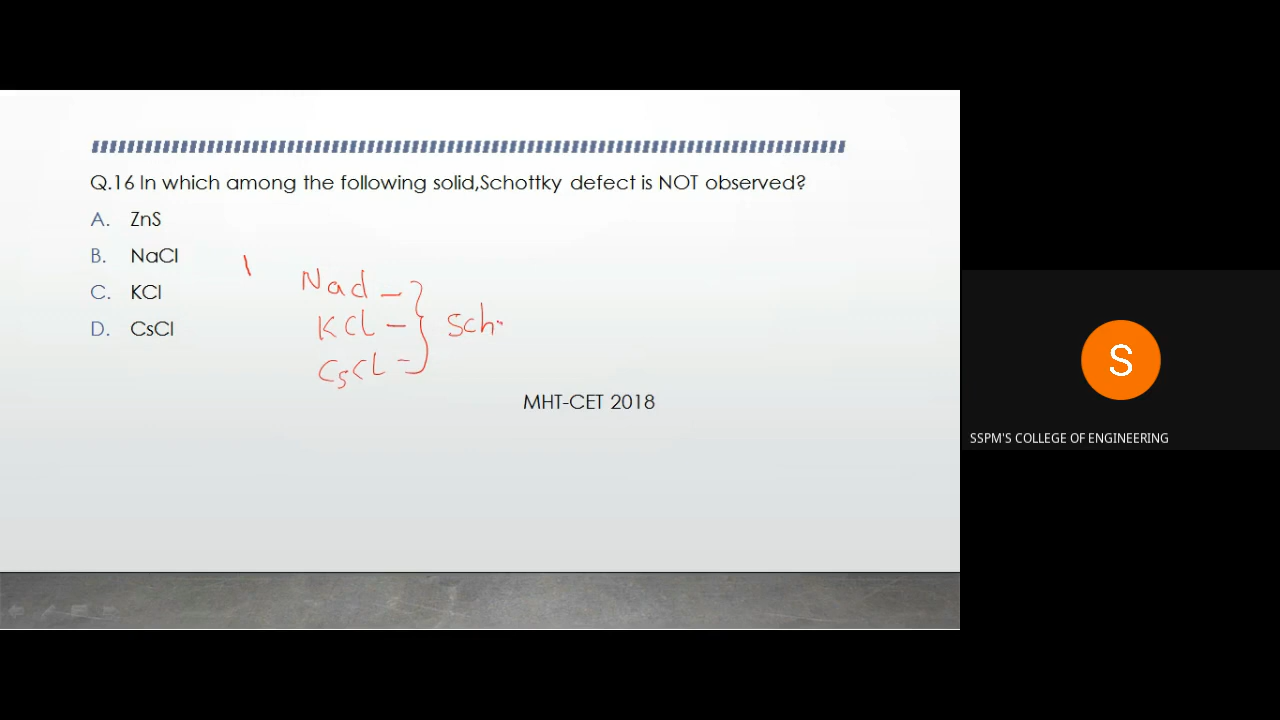 Q.16 In which among the following solid,Schottky defect is NOT observed?
A. ZnS
B. NaCl
C. KCl
D. CsCl
NaCl –
KCl –
CsCl –
Sch
MHT-CET 2018
S
SSPM'S COLLEGE OF ENGINEERING